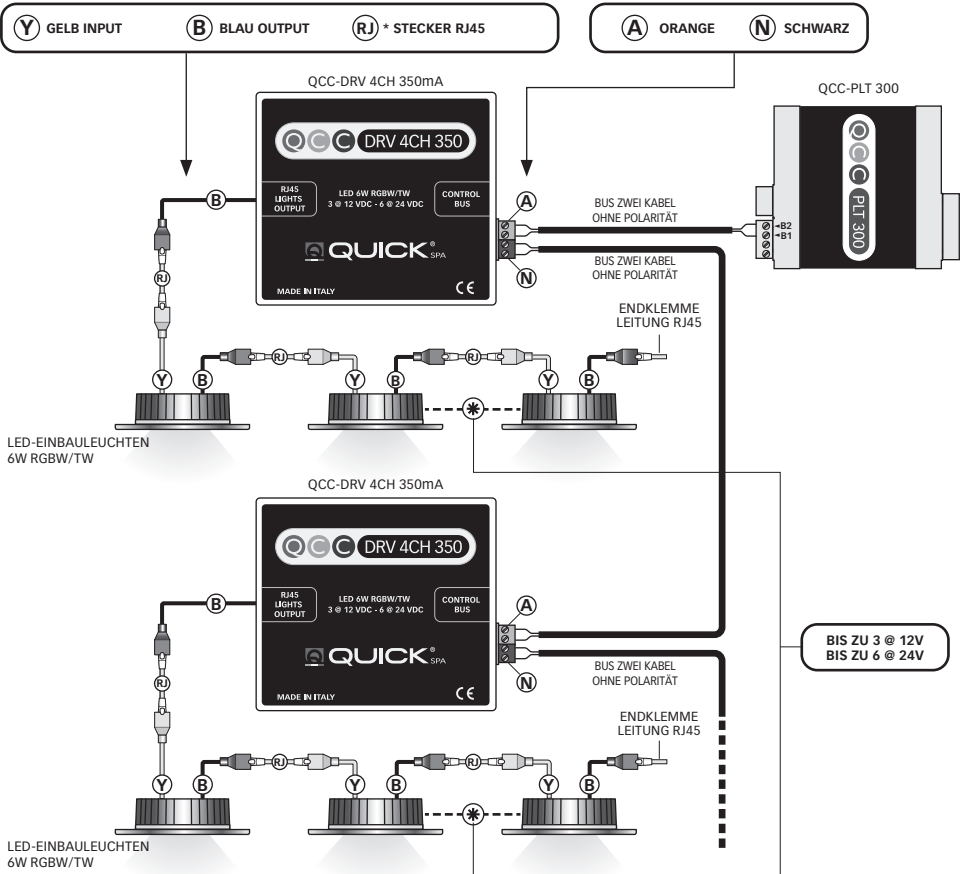 Y GELB INPUT
B BLAU OUTPUT
RJ * STECKER RJ45
A ORANGE
N SCHWARZ
QCC-DRV 4CH 350mA
QCC-PLT 300
QCC DRV 4CH 350
RJ45
LIGHTS
OUTPUT
LED 6W RGBW/TW
3 @ 12 VDC - 6 @ 24 VDC
CONTROL
BUS
QUICK® SPA
MADE IN ITALY
CE
B
A
N
BUS ZWEI KABEL
OHNE POLARITÄT
BUS ZWEI KABEL
OHNE POLARITÄT
B2
B1
QCC PLT 300
RJ
ENDKLEMME
LEITUNG RJ45
RJ
RJ
Y
B
B
Y
B
*
LED-EINBAULEUCHTEN
6W RGBW/TW
QCC-DRV 4CH 350mA
QCC DRV 4CH 350
RJ45
LIGHTS
OUTPUT
LED 6W RGBW/TW
3 @ 12 VDC - 6 @ 24 VDC
CONTROL
BUS
QUICK® SPA
MADE IN ITALY
CE
B
A
N
BUS ZWEI KABEL
OHNE POLARITÄT
BIS ZU 3 @ 12V
BIS ZU 6 @ 24V
RJ
ENDKLEMME
LEITUNG RJ45
RJ
RJ
Y
B
Y
B
Y
B
*
LED-EINBAULEUCHTEN
6W RGBW/TW